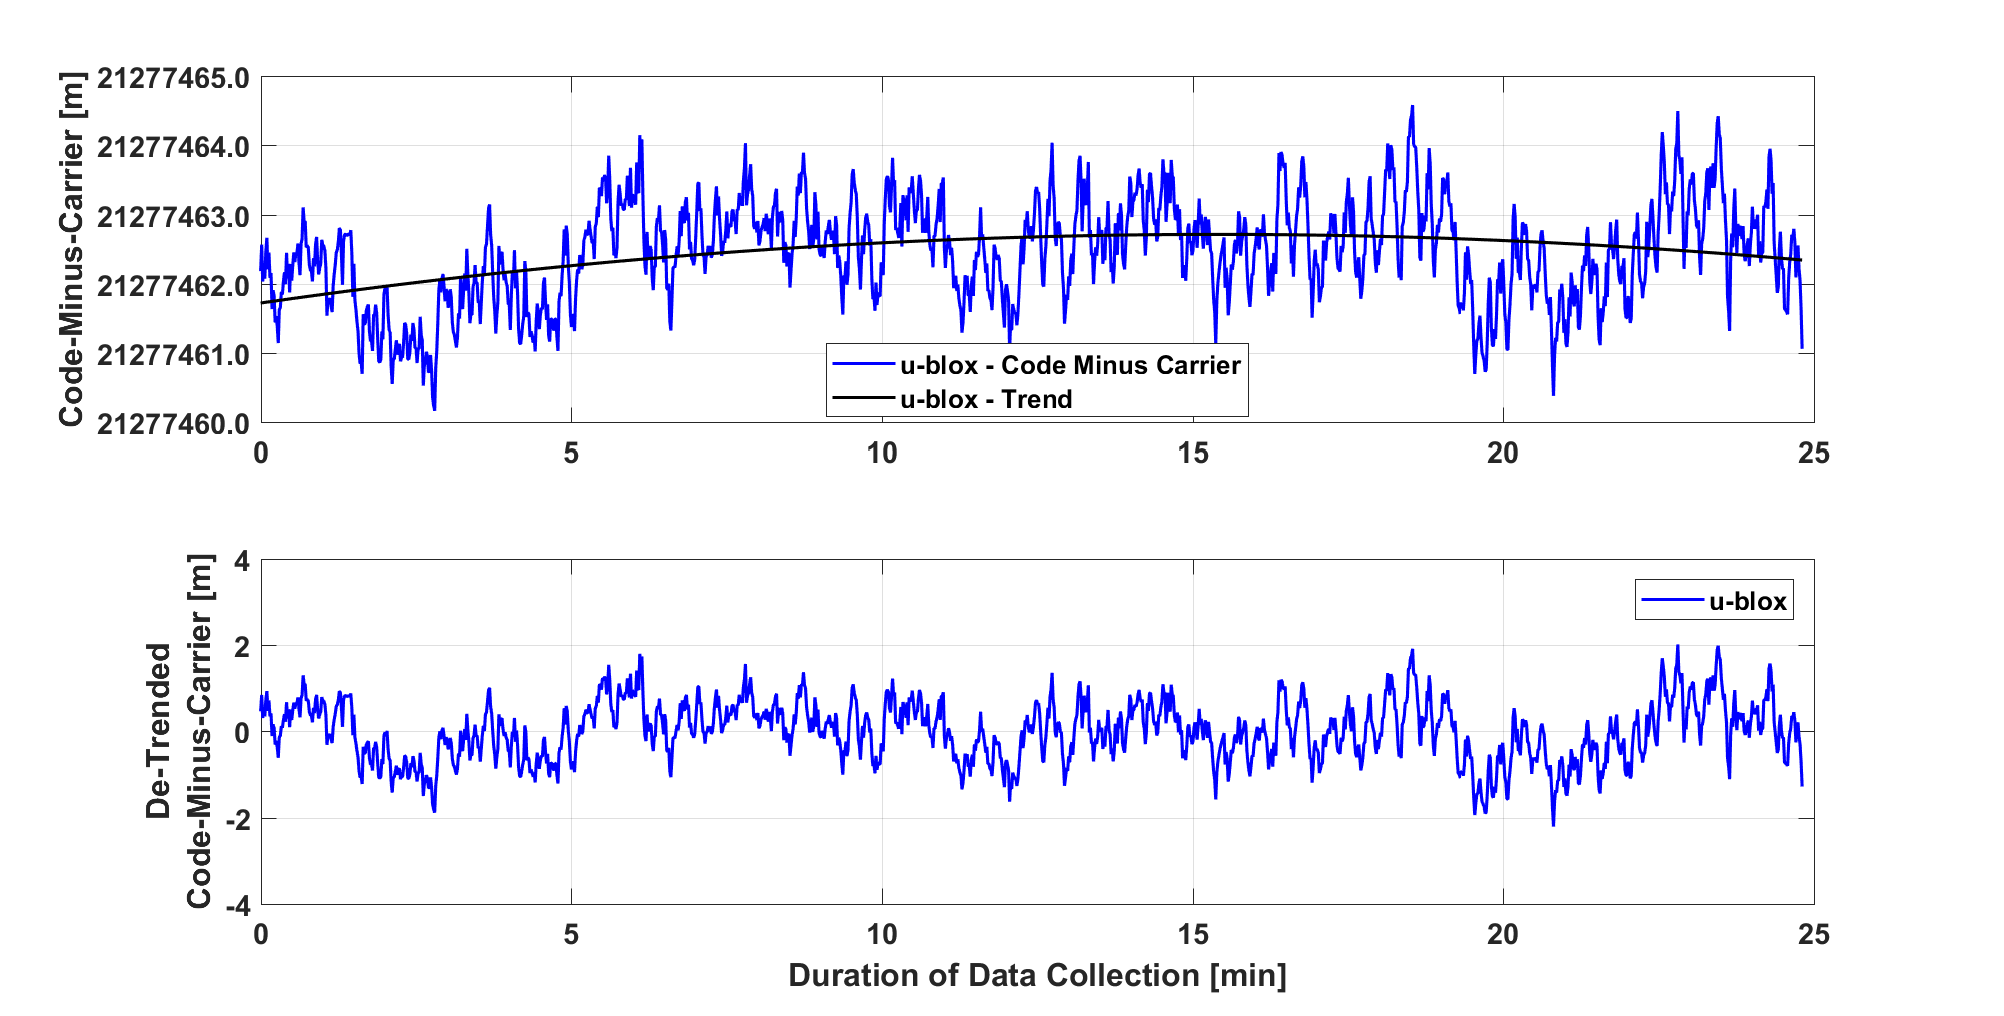 Code-Minus-Carrier [m]
21277465.0
21277464.0
21277463.0
21277462.0
21277461.0
21277460.0
u-blox - Code Minus Carrier
u-blox - Trend
0 5 10 15 20 25
De-Trended
Code-Minus-Carrier [m]
4
2
0
-2
-4
u-blox
0 5 10 15 20 25
Duration of Data Collection [min]